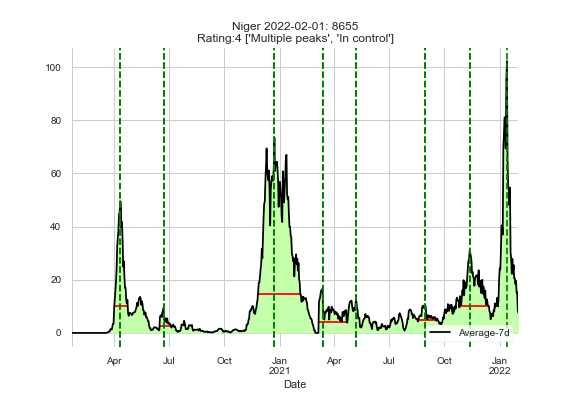 Niger 2022-02-01: 8655
Rating:4 ['Multiple peaks', 'In control']
100
80
60
40
20
0
Average-7d
Apr
Jul
Oct
Jan
2021
Apr
Jul
Oct
Jan
2022
Date